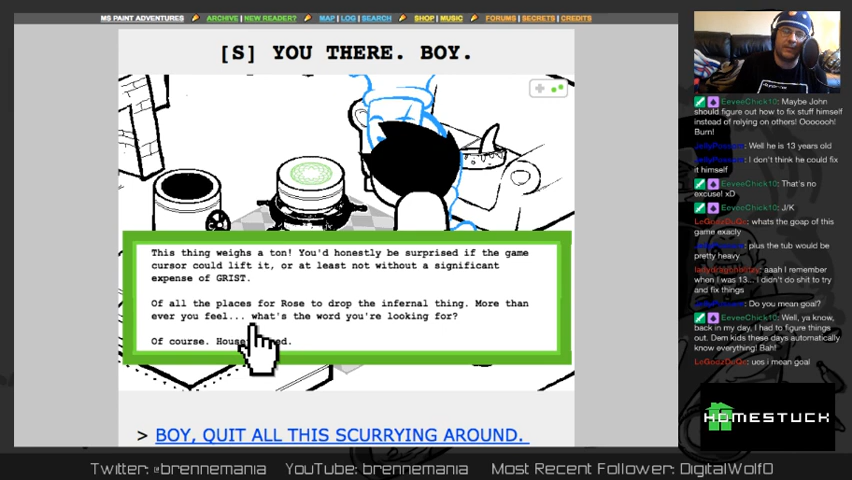 MS PAINT ADVENTURES ARCHIVE | NEW READER? MAP | LOG | SEARCH SHOP | MUSIC FORUMS | SECRETS | CREDITS
[S] YOU THERE. BOY.
This thing weighs a ton! You'd honestly be surprised if the game
cursor could lift it, or at least not without a significant
expense of GRIST.
Of all the places for Rose to drop the infernal thing. More than
ever you feel... what's the word you're looking for?
Of course.
> BOY, QUIT ALL THIS SCURRYING AROUND.
EeveeChick10: Maybe John
should figure out how to fix stuff himself
instead of relying on others! Ooooooh!
Burn!
Well he is 13 years old
I don't think he could fix
it himself
EeveeChick10: That's no
excuse! xD
EeveeChick10: J/K
whats the goap of this
game exacly
plus the tub would be
pretty heavy
aaah I remember
when I was 13... I didn't do shit to try
and fix things
Do you mean goal?
EeveeChick10: Well, ya know,
back in my day, I had to figure things
out. Dem kids these days automatically
know everything! Bah!
uos i mean goal
HOMESTUCK
Twitter: @brennemania YouTube: brennemania Most Recent Follower: DigitalWolf0